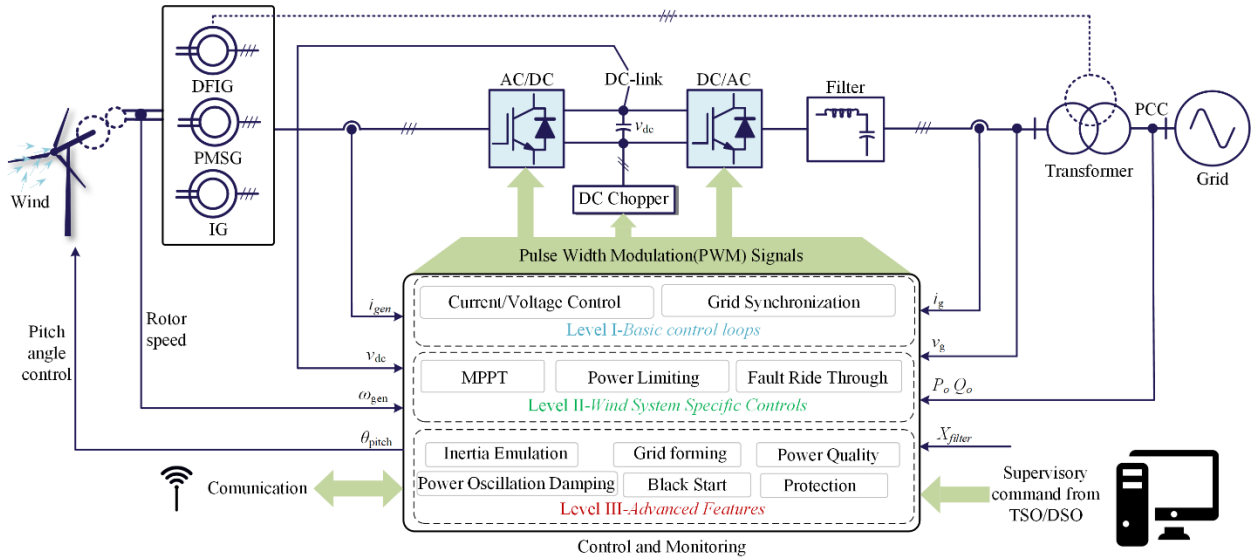 DFIG
PMSG
IG
Wind
AC/DC
DC-link
DC/AC
Filter
v_dc
DC Chopper
PCC
Transformer
Grid
Pulse Width Modulation(PWM) Signals
Current/Voltage Control
Grid Synchronization
Level I-Basic control loops
MPPT
Power Limiting
Fault Ride Through
Level II-Wind System Specific Controls
Inertia Emulation
Grid forming
Power Quality
Power Oscillation Damping
Black Start
Protection
Level III-Advanced Features
Control and Monitoring
Pitch
angle
control
Rotor
speed
i_gen
v_dc
ω_gen
θ_pitch
Comunication
i_g
v_g
P_o Q_o
X_filter
Supervisory
command from
TSO/DSO